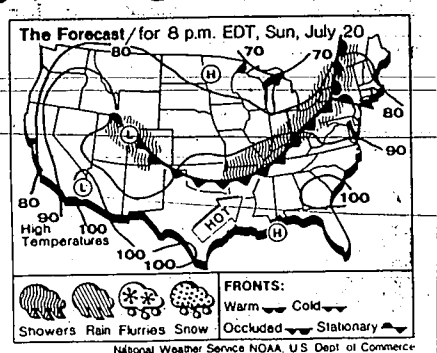 The Forecast/for 8 p.m. EDT, Sun, July 20
80
70
70
H
80
L
90
L
80
90
High
Temperatures
100
100
100
HOT
H
100
Showers Rain Flurries Snow
FRONTS:
Warm Cold
Occluded Stationary
National Weather Service NOAA, U S Dept of Commerce